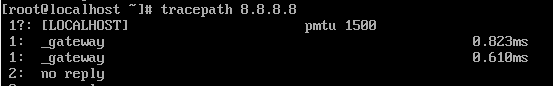 [root@localhost ~]# tracepath 8.8.8.8
1?: [LOCALHOST] pmtu 1500
1: _gateway 0.823ms
1: _gateway 0.610ms
2: no reply